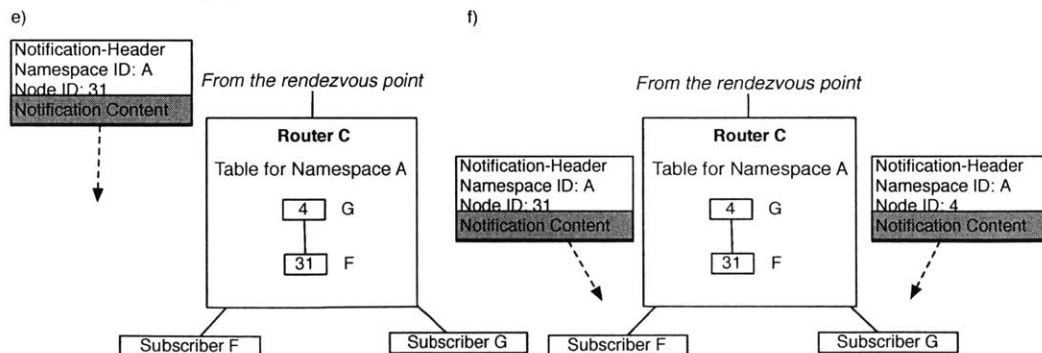 e)
Notification-Header
Namespace ID: A
Node ID: 31
Notification Content
From the rendezvous point
Router C
Table for Namespace A
4 G
31 F
Subscriber F
Subscriber G
f)
From the rendezvous point
Notification-Header
Namespace ID: A
Node ID: 31
Notification Content
Router C
Table for Namespace A
4 G
31 F
Notification-Header
Namespace ID: A
Node ID: 4
Notification Content
Subscriber F
Subscriber G